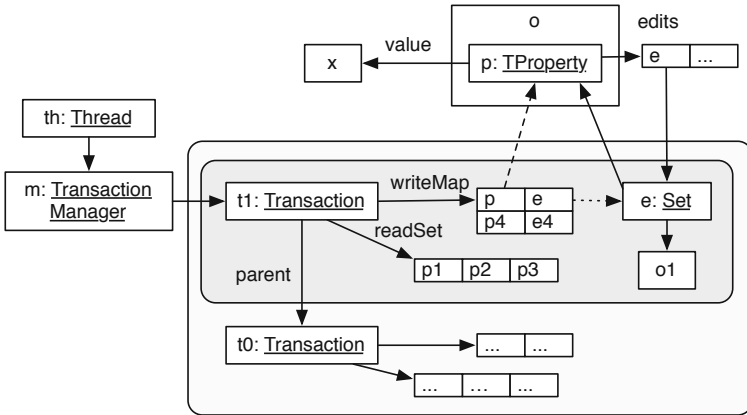 o
edits
value
x
p: TProperty
e ...
th: Thread
m: Transaction
Manager
t1: Transaction
writeMap
p e
p4 e4
e: Set
readSet
p1 p2 p3
o1
parent
t0: Transaction
... ...
... ... ...